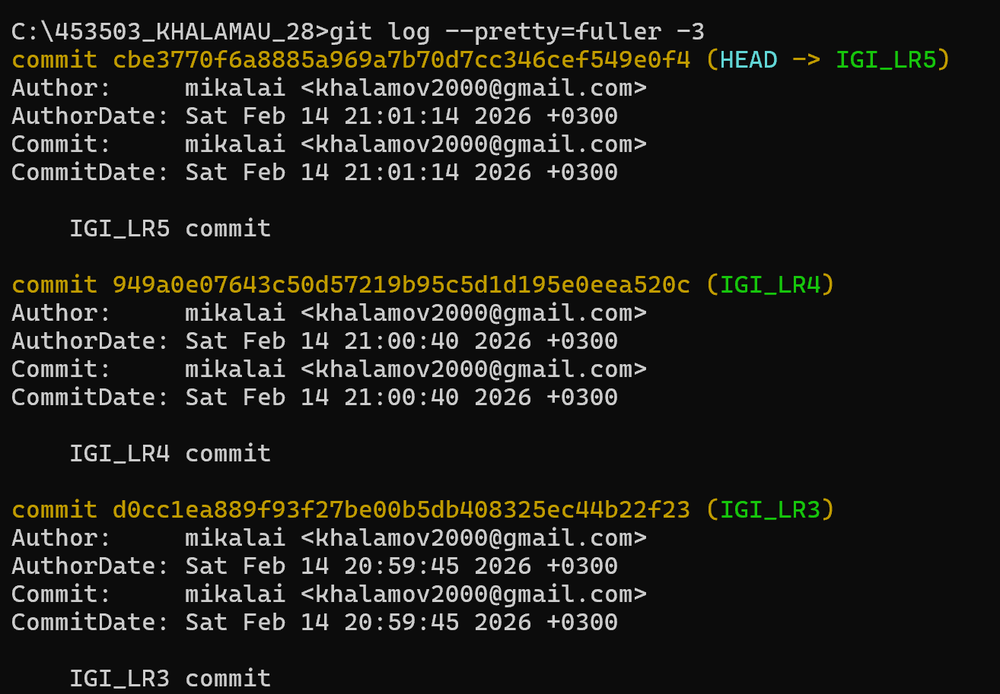 C:\453503_KHALAMAU_28>git log --pretty=fuller -3
commit cbe3770f6a8885a969a7b70d7cc346cef549e0f4 (HEAD -> IGI_LR5)
Author:     mikalai <khalamov2000@gmail.com>
AuthorDate: Sat Feb 14 21:01:14 2026 +0300
Commit:     mikalai <khalamov2000@gmail.com>
CommitDate: Sat Feb 14 21:01:14 2026 +0300
IGI_LR5 commit
commit 949a0e07643c50d57219b95c5d1d195e0eea520c (IGI_LR4)
Author:     mikalai <khalamov2000@gmail.com>
AuthorDate: Sat Feb 14 21:00:40 2026 +0300
Commit:     mikalai <khalamov2000@gmail.com>
CommitDate: Sat Feb 14 21:00:40 2026 +0300
IGI_LR4 commit
commit d0cc1ea889f93f27be00b5db408325ec44b22f23 (IGI_LR3)
Author:     mikalai <khalamov2000@gmail.com>
AuthorDate: Sat Feb 14 20:59:45 2026 +0300
Commit:     mikalai <khalamov2000@gmail.com>
CommitDate: Sat Feb 14 20:59:45 2026 +0300
IGI_LR3 commit